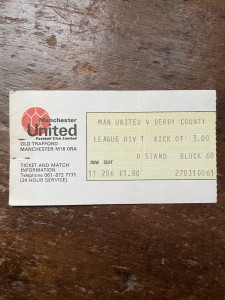 Manchester
United
Football Club Limited
OLD TRAFFORD
MANCHESTER M16 0RA
TICKET AND MATCH
INFORMATION
Telephone 061-872 7771
(24 HOUR SERVICE)
MAN UNITED V DERBY COUNTY
LEAGUE DIV 1 KICK OFF 3.00
D STAND BLOCK 60
ROW SEAT
11 206 £1.80
27031 0061